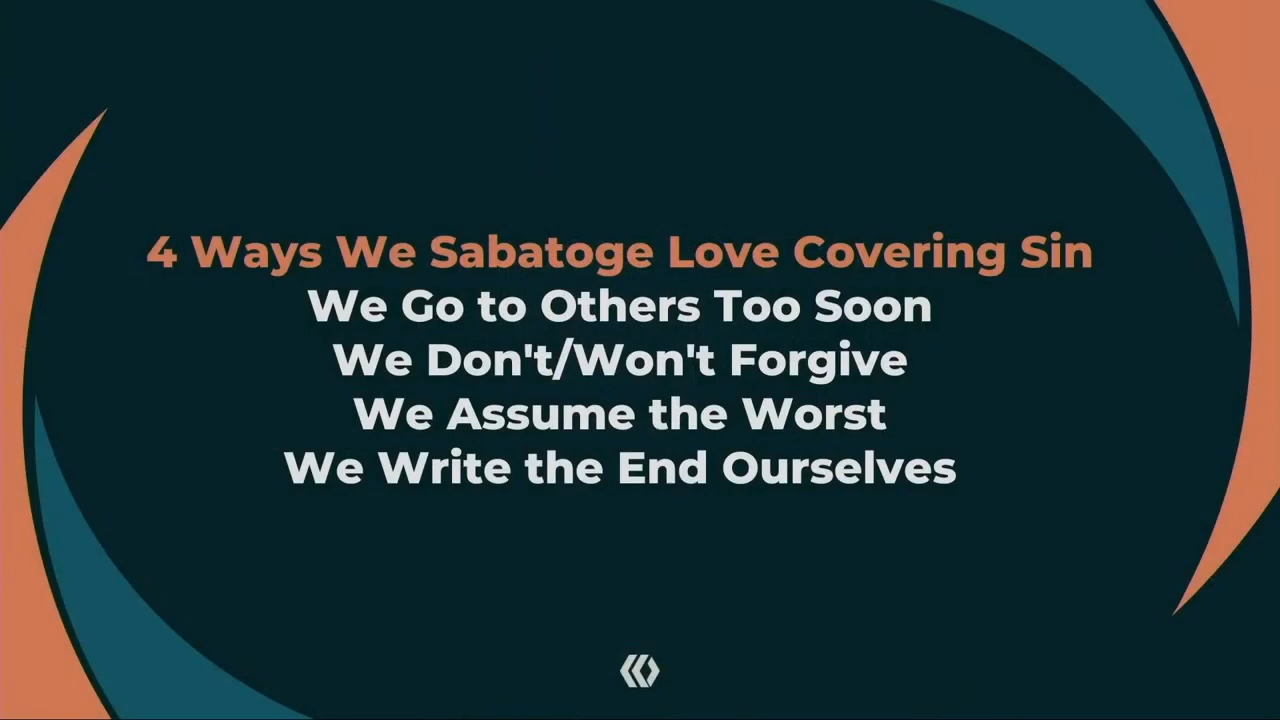 4 Ways We Sabatoge Love Covering Sin
We Go to Others Too Soon
We Don't/Won't Forgive
We Assume the Worst
We Write the End Ourselves